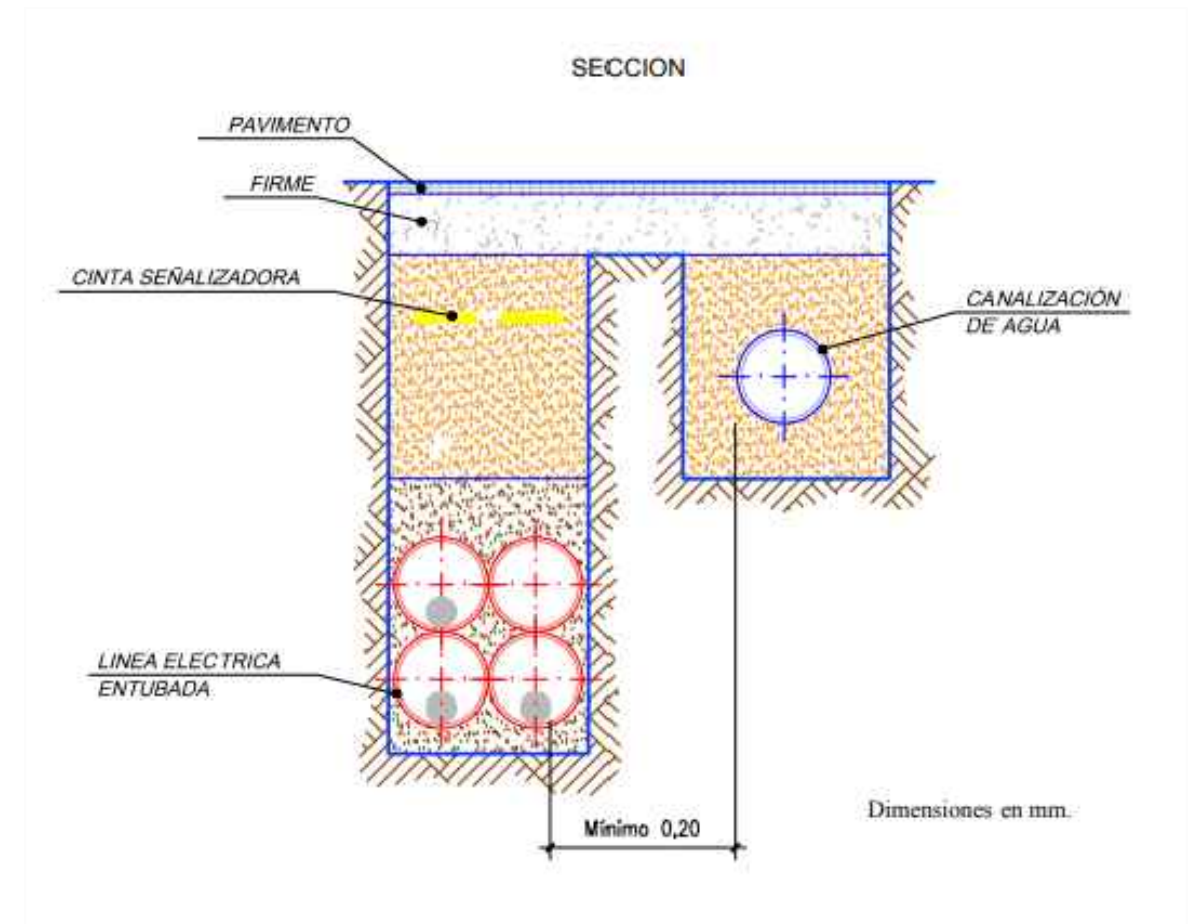 SECCION
PAVIMENTO
FIRME
CINTA SEÑALIZADORA
CANALIZACIÓN
DE AGUA
LINEA ELECTRICA
ENTUBADA
Dimensiones en mm.
Mínimo 0,20